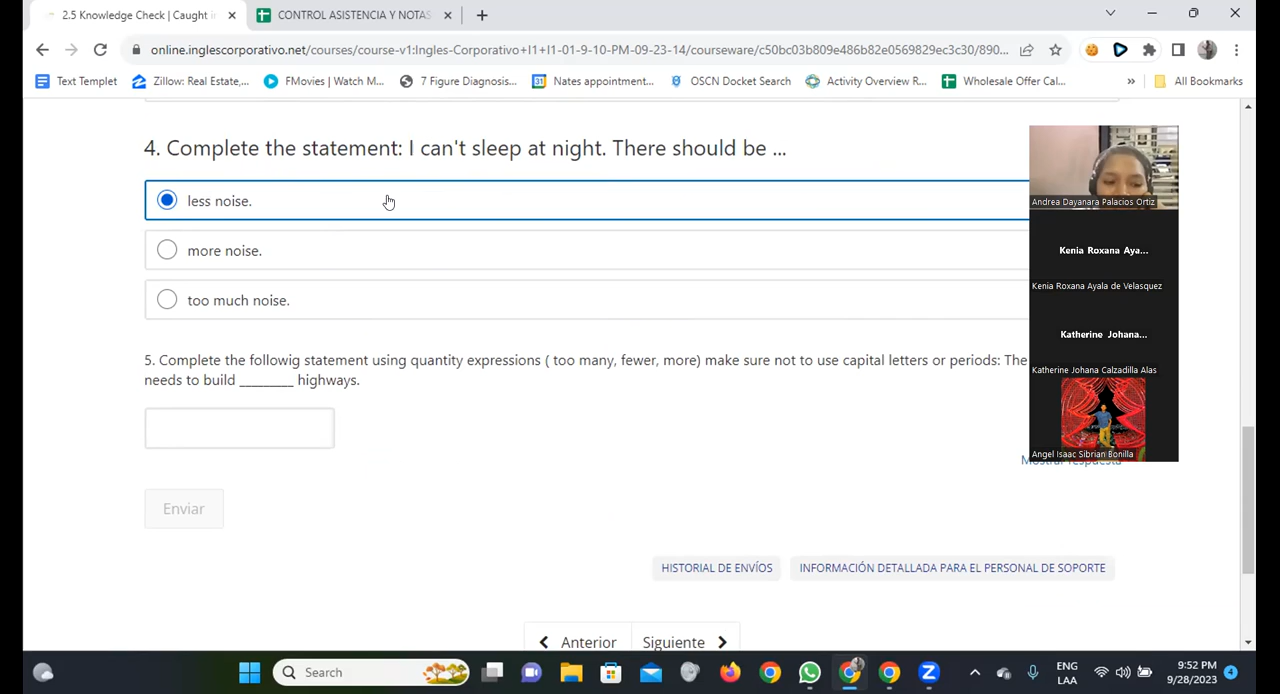 2.5 Knowledge Check | Caught i
CONTROL ASISTENCIA Y NOTAS
online.inglescorporativo.net/courses/course-v1:Ingles-Corporativo+I1+I1-01-9-10-PM-09-23-14/courseware/c50bc03b809e486b82e0569829ec3c30/890...
Text Templet
Zillow: Real Estate,...
FMovies | Watch M...
7 Figure Diagnosis...
Nates appointment...
OSCN Docket Search
Activity Overview R...
Wholesale Offer Cal...
»
All Bookmarks
4. Complete the statement: I can't sleep at night. There should be ...
less noise.
more noise.
too much noise.
5. Complete the followig statement using quantity expressions ( too many, fewer, more) make sure not to use capital letters or periods: The
needs to build ________ highways.
Enviar
HISTORIAL DE ENVÍOS
INFORMACIÓN DETALLADA PARA EL PERSONAL DE SOPORTE
Anterior
Siguiente
Andrea Dayanara Palacios Ortiz
Kenia Roxana Aya...
Kenia Roxana Ayala de Velasquez
Katherine Johana...
Katherine Johana Calzadilla Alas
Angel Isaac Sibrian Bonilla
Mostrar respuesta
Search
ENG
LAA
9:52 PM
9/28/2023
4